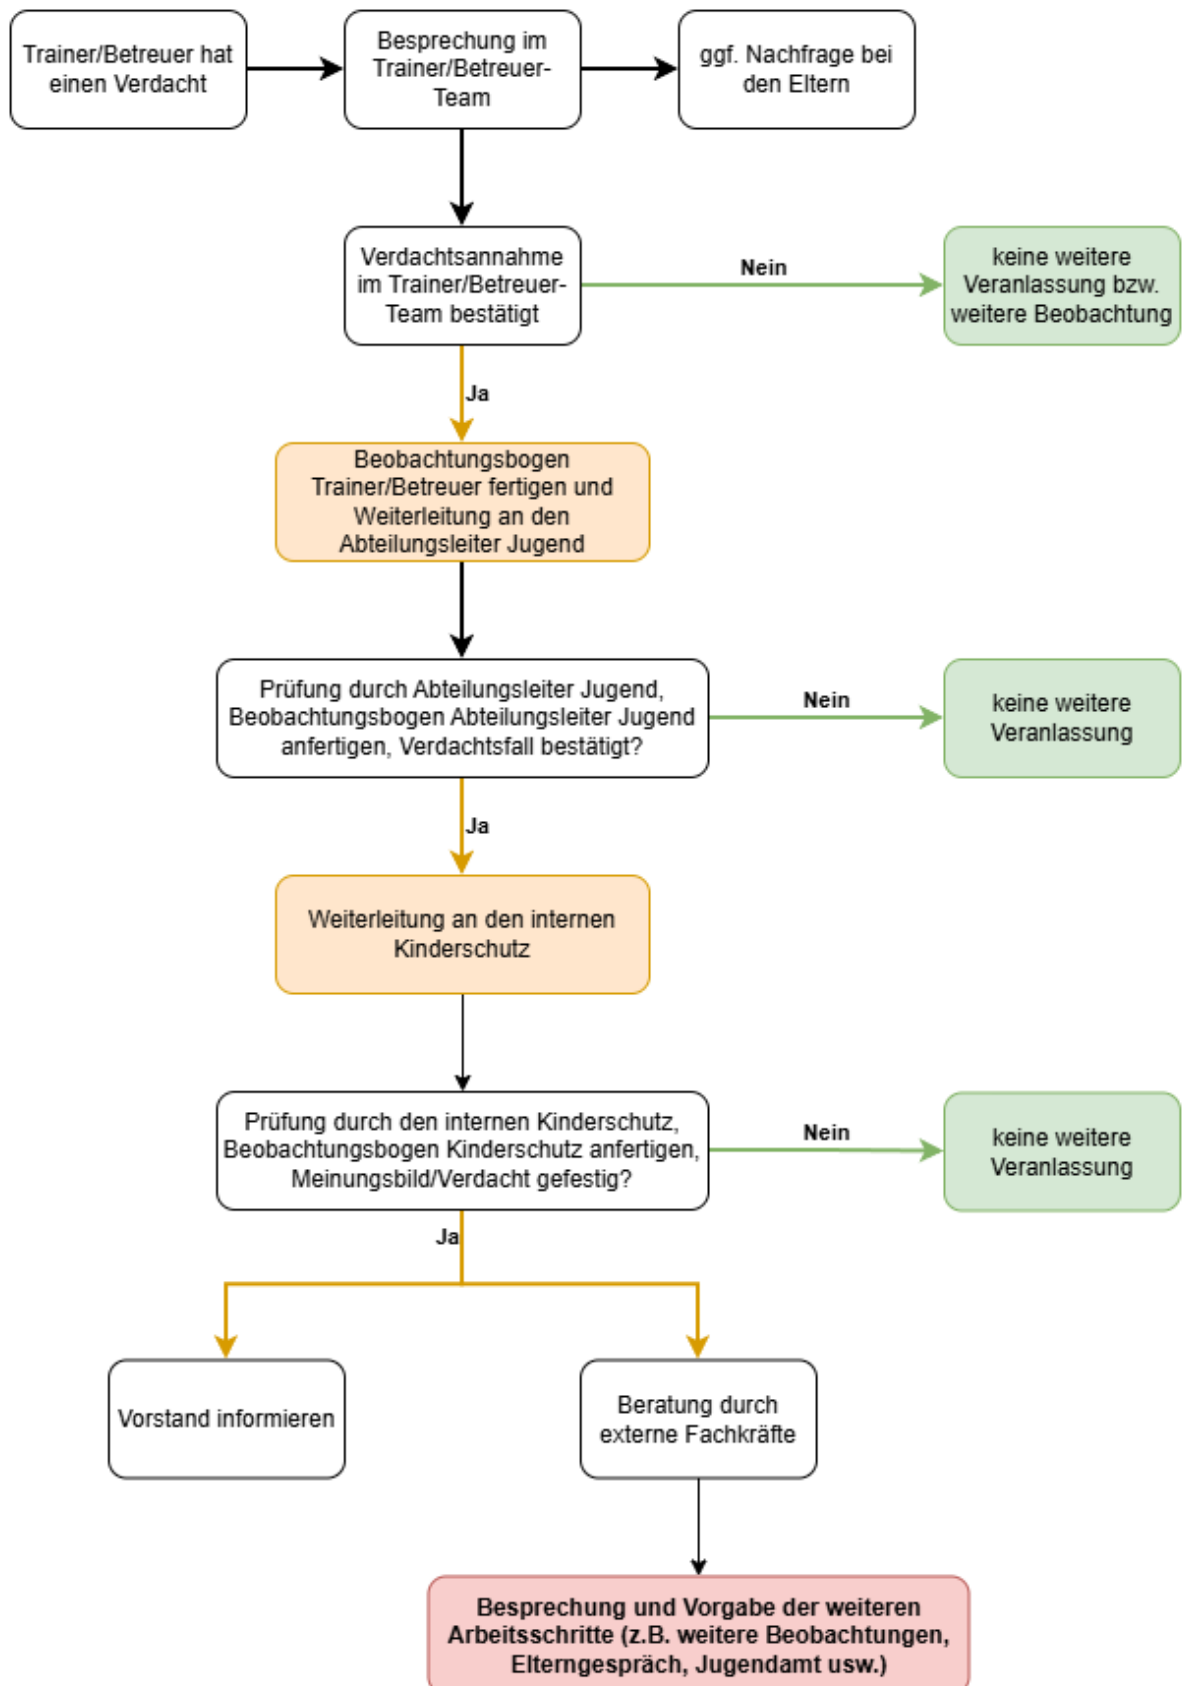 Trainer/Betreuer hat
einen Verdacht
Besprechung im
Trainer/Betreuer-
Team
ggf. Nachfrage bei
den Eltern
Verdachtsannahme
im Trainer/Betreuer-
Team bestätigt
Nein
keine weitere
Veranlassung bzw.
weitere Beobachtung
Ja
Beobachtungsbogen
Trainer/Betreuer fertigen und
Weiterleitung an den
Abteilungsleiter Jugend
Prüfung durch Abteilungsleiter Jugend,
Beobachtungsbogen Abteilungsleiter Jugend
anfertigen, Verdachtsfall bestätigt?
Nein
keine weitere
Veranlassung
Ja
Weiterleitung an den internen
Kinderschutz
Prüfung durch den internen Kinderschutz,
Beobachtungsbogen Kinderschutz anfertigen,
Meinungsbild/Verdacht gefestig?
Nein
keine weitere
Veranlassung
Ja
Vorstand informieren
Beratung durch
externe Fachkräfte
Besprechung und Vorgabe der weiteren
Arbeitsschritte (z.B. weitere Beobachtungen,
Elterngespräch, Jugendamt usw.)